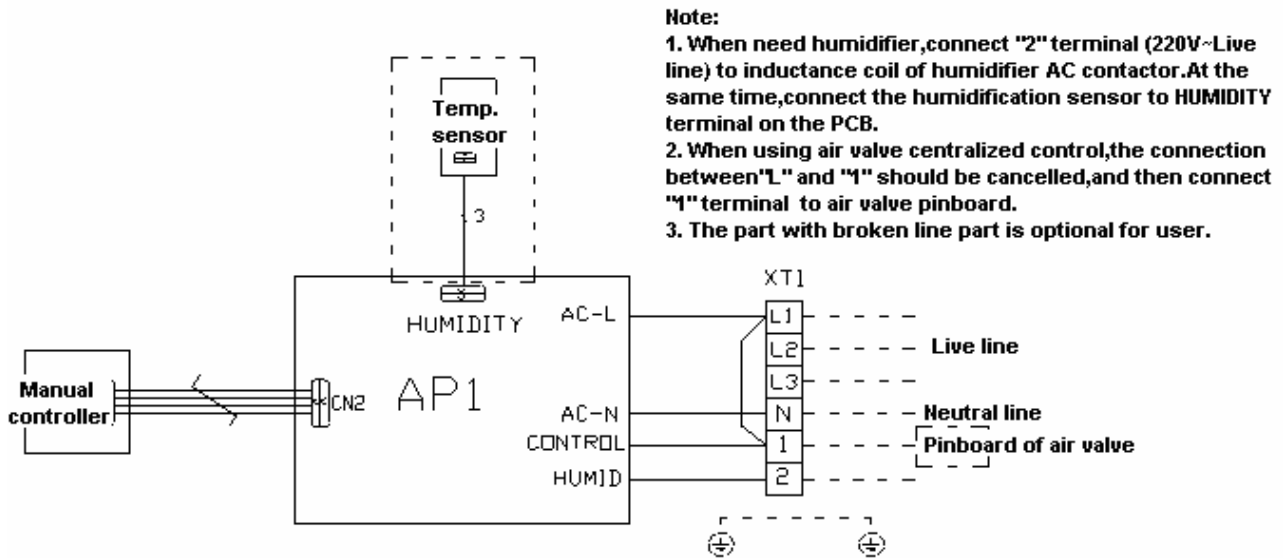 Note:
1. When need humidifier,connect "2" terminal (220V~Live
line) to inductance coil of humidifier AC contactor.At the
same time,connect the humidification sensor to HUMIDITY
terminal on the PCB.
2. When using air valve centralized control,the connection
between"L" and "1" should be cancelled,and then connect
"1" terminal to air valve pinboard.
3. The part with broken line part is optional for user.
Temp.
sensor
3
HUMIDITY
XT1
AC-L
L1
L2
Live line
L3
Manual
controller
CN2
AP1
AC-N
N
Neutral line
CONTROL
1
Pinboard of air valve
HUMID
2